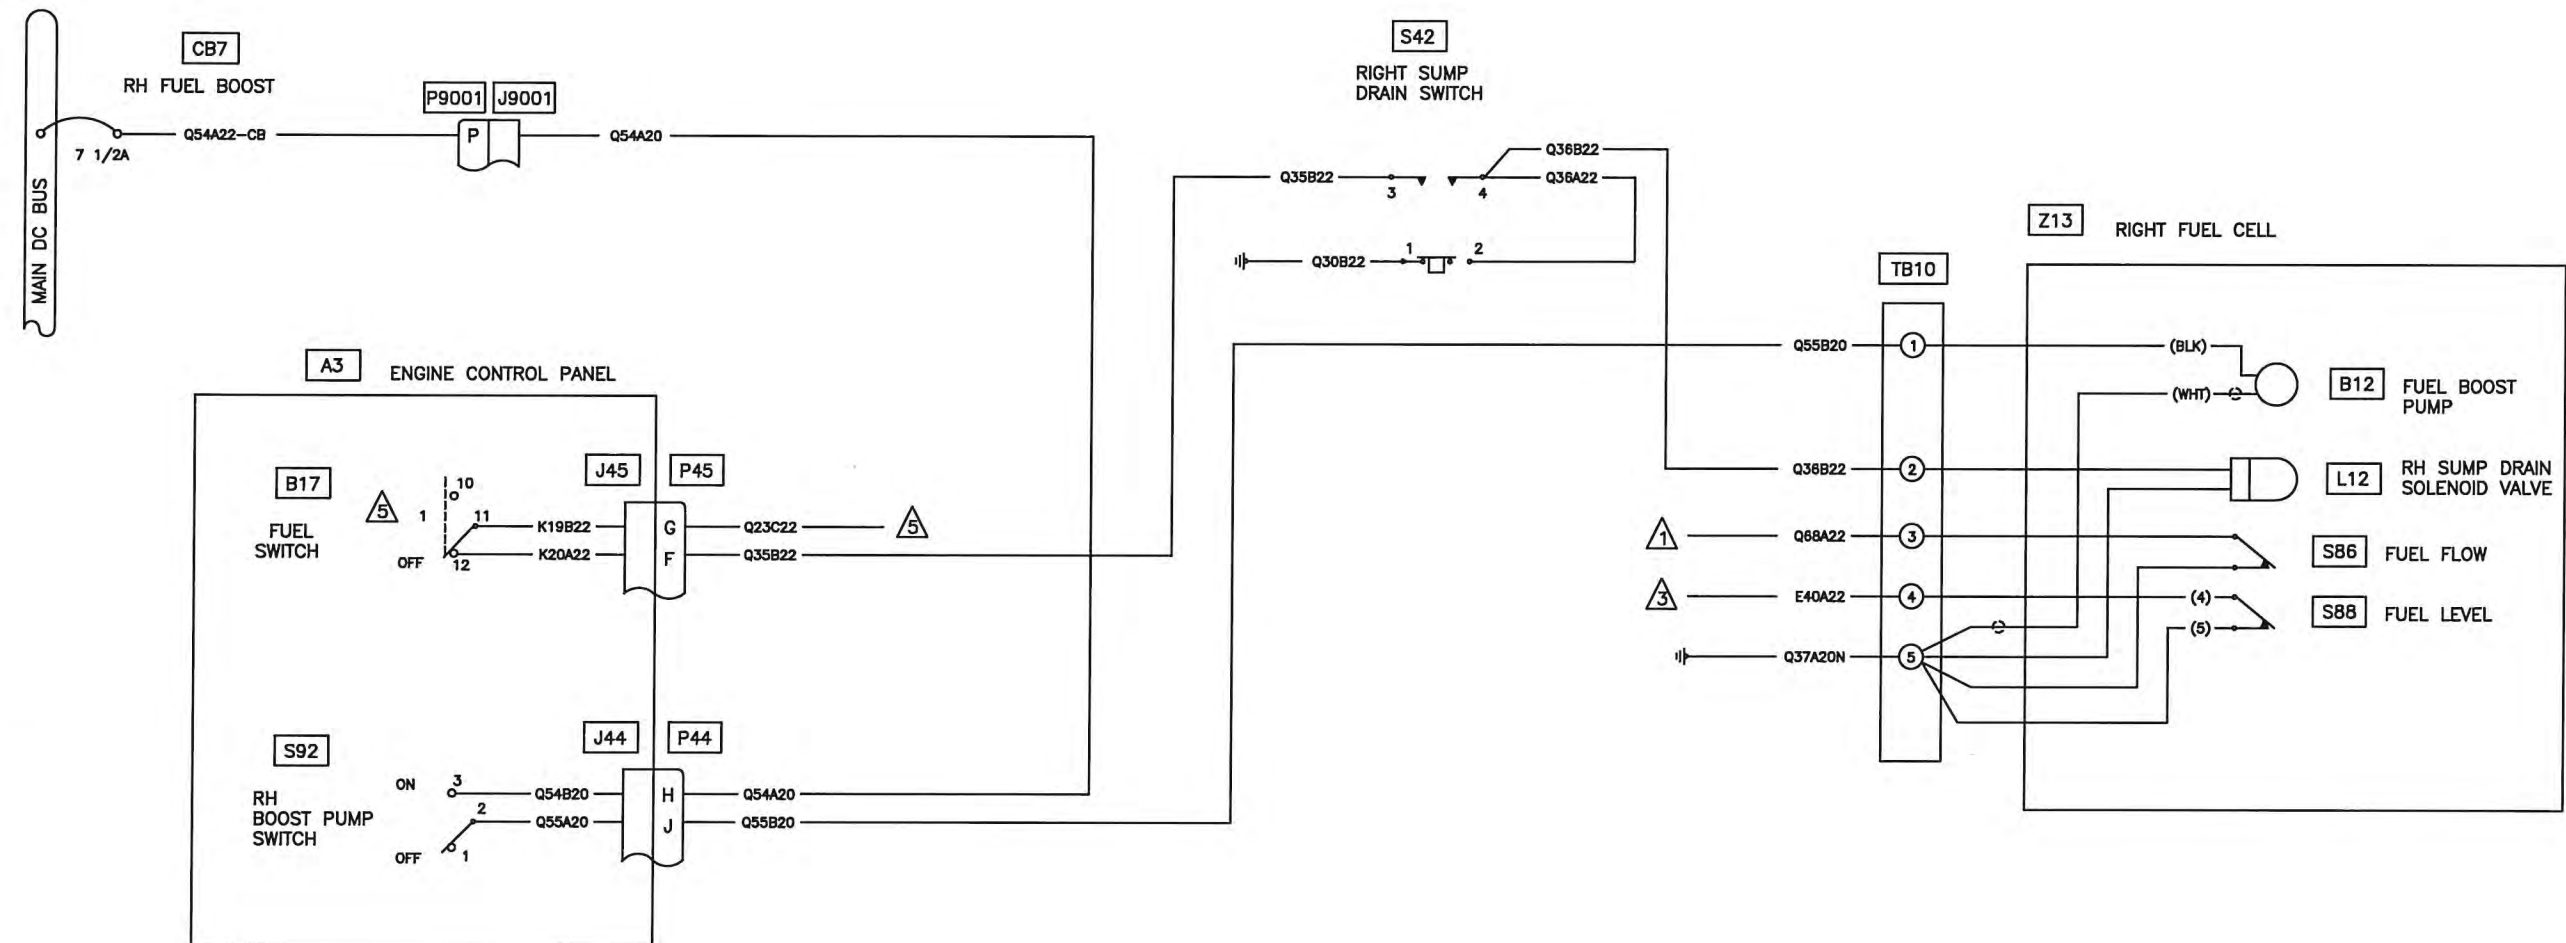 CB7
RH FUEL BOOST
P9001 J9001
Q54A22-CB
P
Q54A20
7 1/2A
MAIN DC BUS
S42
RIGHT SUMP
DRAIN SWITCH
Q36B22
Q35B22
3
4
Q36A22
Q30B22
1
2
Z13
RIGHT FUEL CELL
TB10
Q55B20
1
(BLK)
(WHT)
B12
FUEL BOOST
PUMP
Q36B22
2
L12
RH SUMP DRAIN
SOLENOID VALVE
1
Q68A22
3
S86
FUEL FLOW
3
E40A22
4
(4)
(5)
S88
FUEL LEVEL
Q37A20N
5
A3
ENGINE CONTROL PANEL
B17
FUEL
SWITCH
5
10
1
11
OFF
12
J45
P45
K19B22
G
Q23C22
5
K20A22
F
Q35B22
S92
RH
BOOST PUMP
SWITCH
J44
P44
ON
3
Q54B20
H
Q54A20
2
Q55A20
J
Q55B20
OFF
1